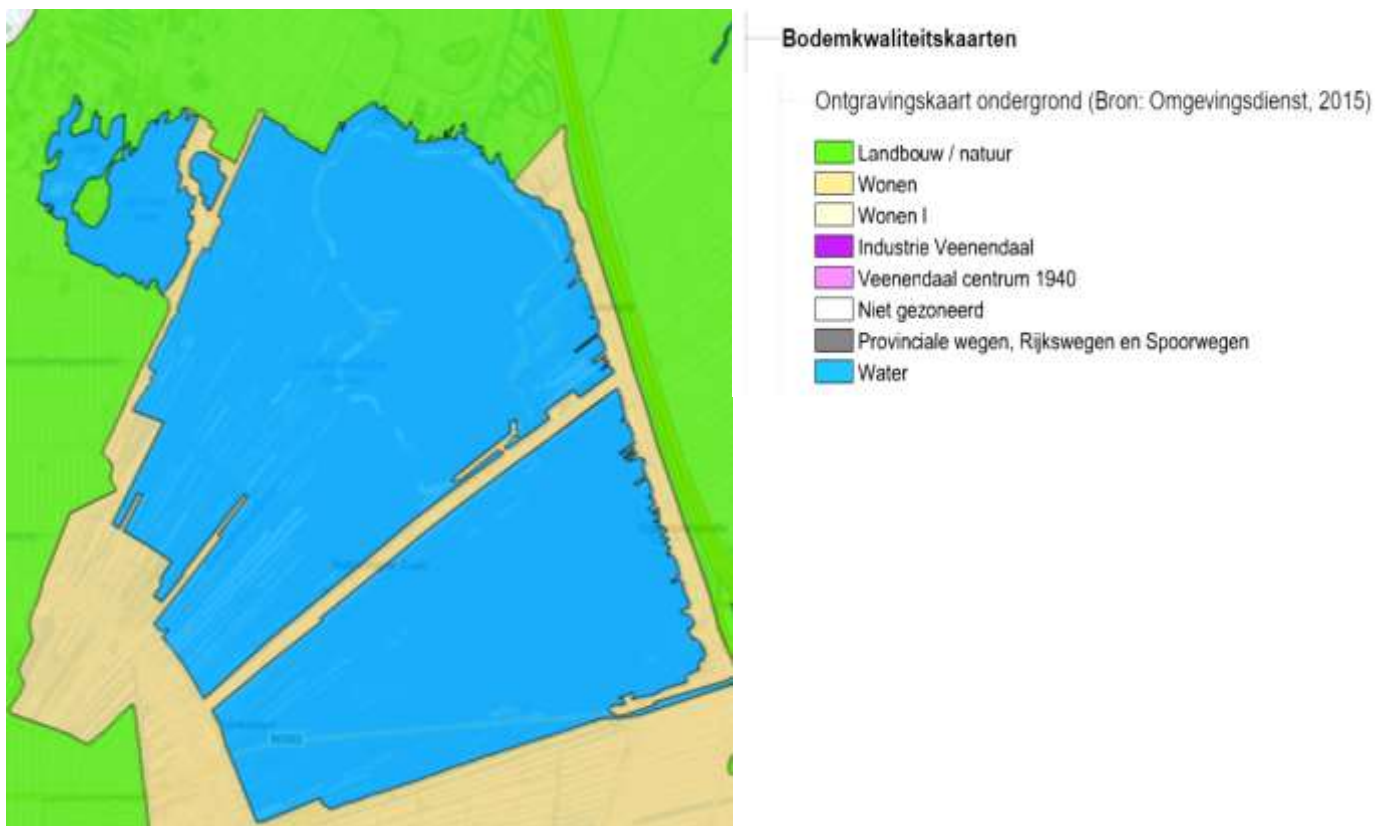 Bodemkwaliteitskaarten
Ontgravingskaart ondergrond (Bron: Omgevingsdienst, 2015)
Landbouw / natuur
Wonen
Wonen I
Industrie Veenendaal
Veenendaal centrum 1940
Niet gezoneerd
Provinciale wegen, Rijkswegen en Spoorwegen
Water